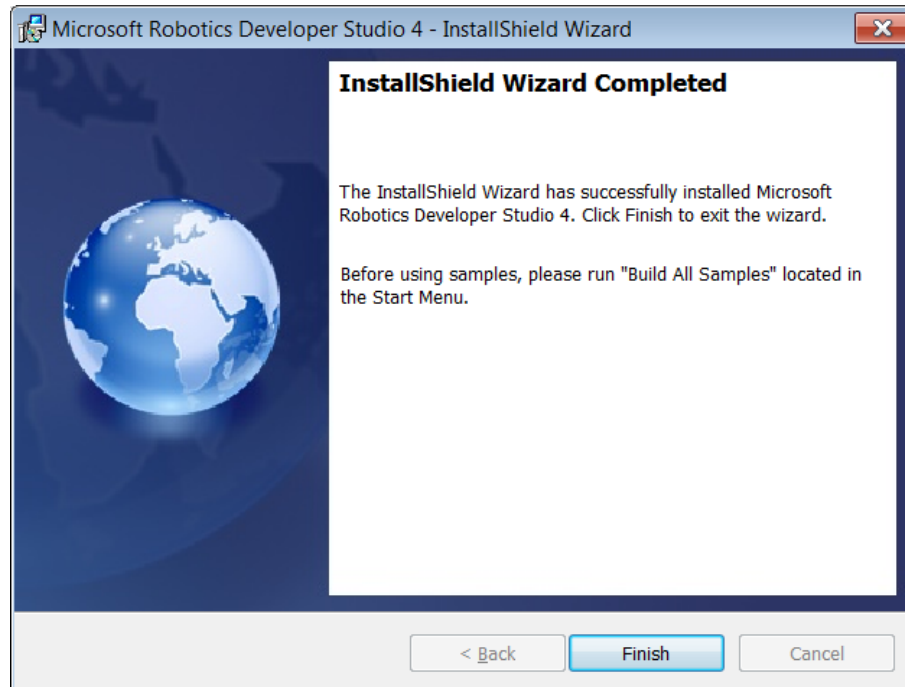 Microsoft Robotics Developer Studio 4 - InstallShield Wizard
InstallShield Wizard Completed
The InstallShield Wizard has successfully installed Microsoft
Robotics Developer Studio 4. Click Finish to exit the wizard.
Before using samples, please run "Build All Samples" located in
the Start Menu.
< Back
Finish
Cancel